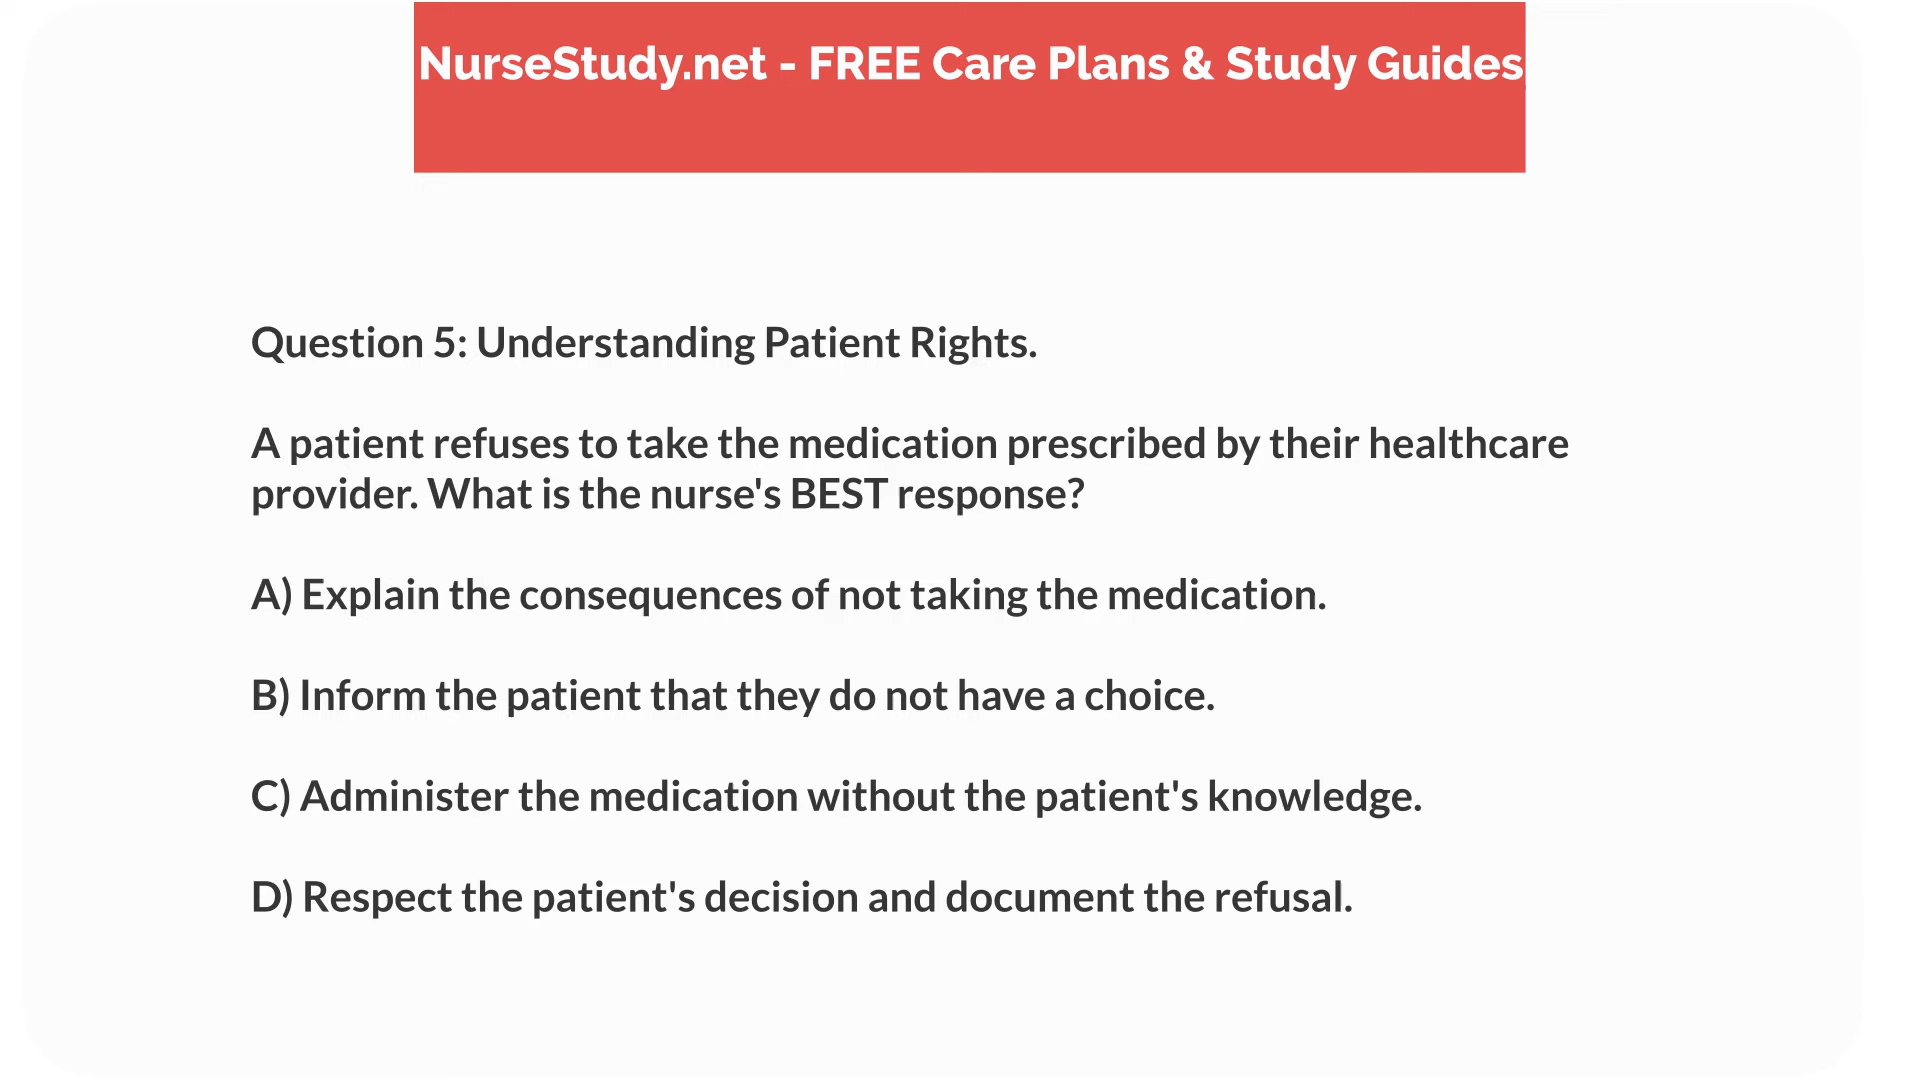 NurseStudy.net - FREE Care Plans & Study Guides
Question 5: Understanding Patient Rights.
A patient refuses to take the medication prescribed by their healthcare
provider. What is the nurse's BEST response?
A) Explain the consequences of not taking the medication.
B) Inform the patient that they do not have a choice.
C) Administer the medication without the patient's knowledge.
D) Respect the patient's decision and document the refusal.